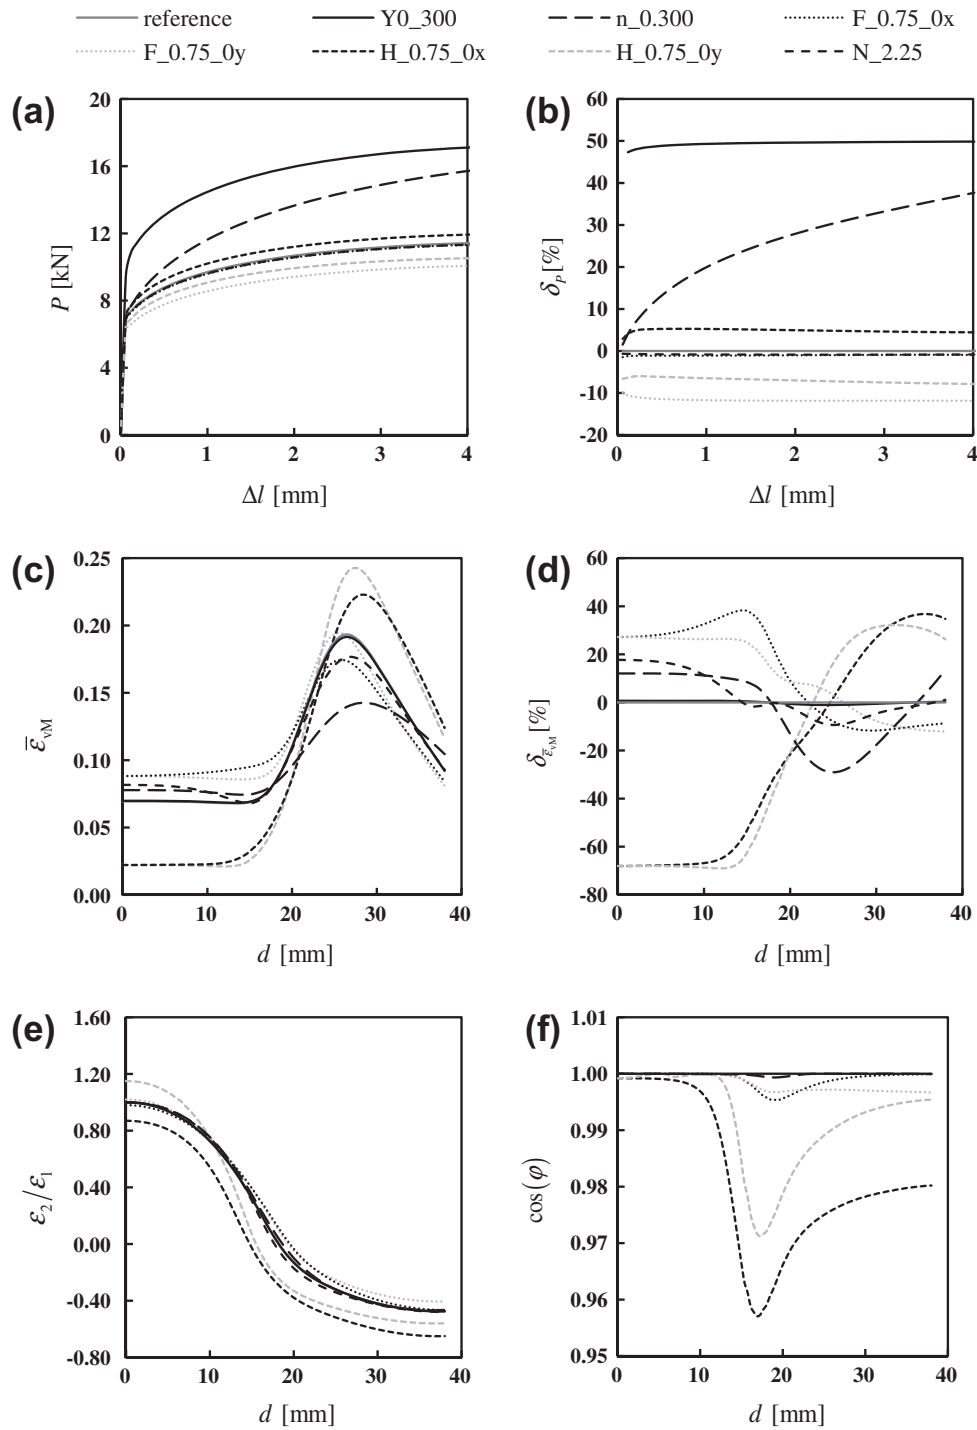 reference Y0_300 n_0.300 F_0.75_0x
F_0.75_0y H_0.75_0x H_0.75_0y N_2.25
(a)
20
16
12
8
4
0
P [kN]
0 1 2 3 4
Δl [mm]
(b)
60
50
40
30
20
10
0
-10
-20
δP [%]
0 1 2 3 4
Δl [mm]
(c)
0.25
0.20
0.15
0.10
0.05
0.00
ε̅vM
0 10 20 30 40
d [mm]
(d)
60
40
20
0
-20
-40
-60
-80
δε̅vM [%]
0 10 20 30 40
d [mm]
(e)
1.60
1.20
0.80
0.40
0.00
-0.40
-0.80
ε2/ε1
0 10 20 30 40
d [mm]
(f)
1.01
1.00
0.99
0.98
0.97
0.96
0.95
cos(φ)
0 10 20 30 40
d [mm]